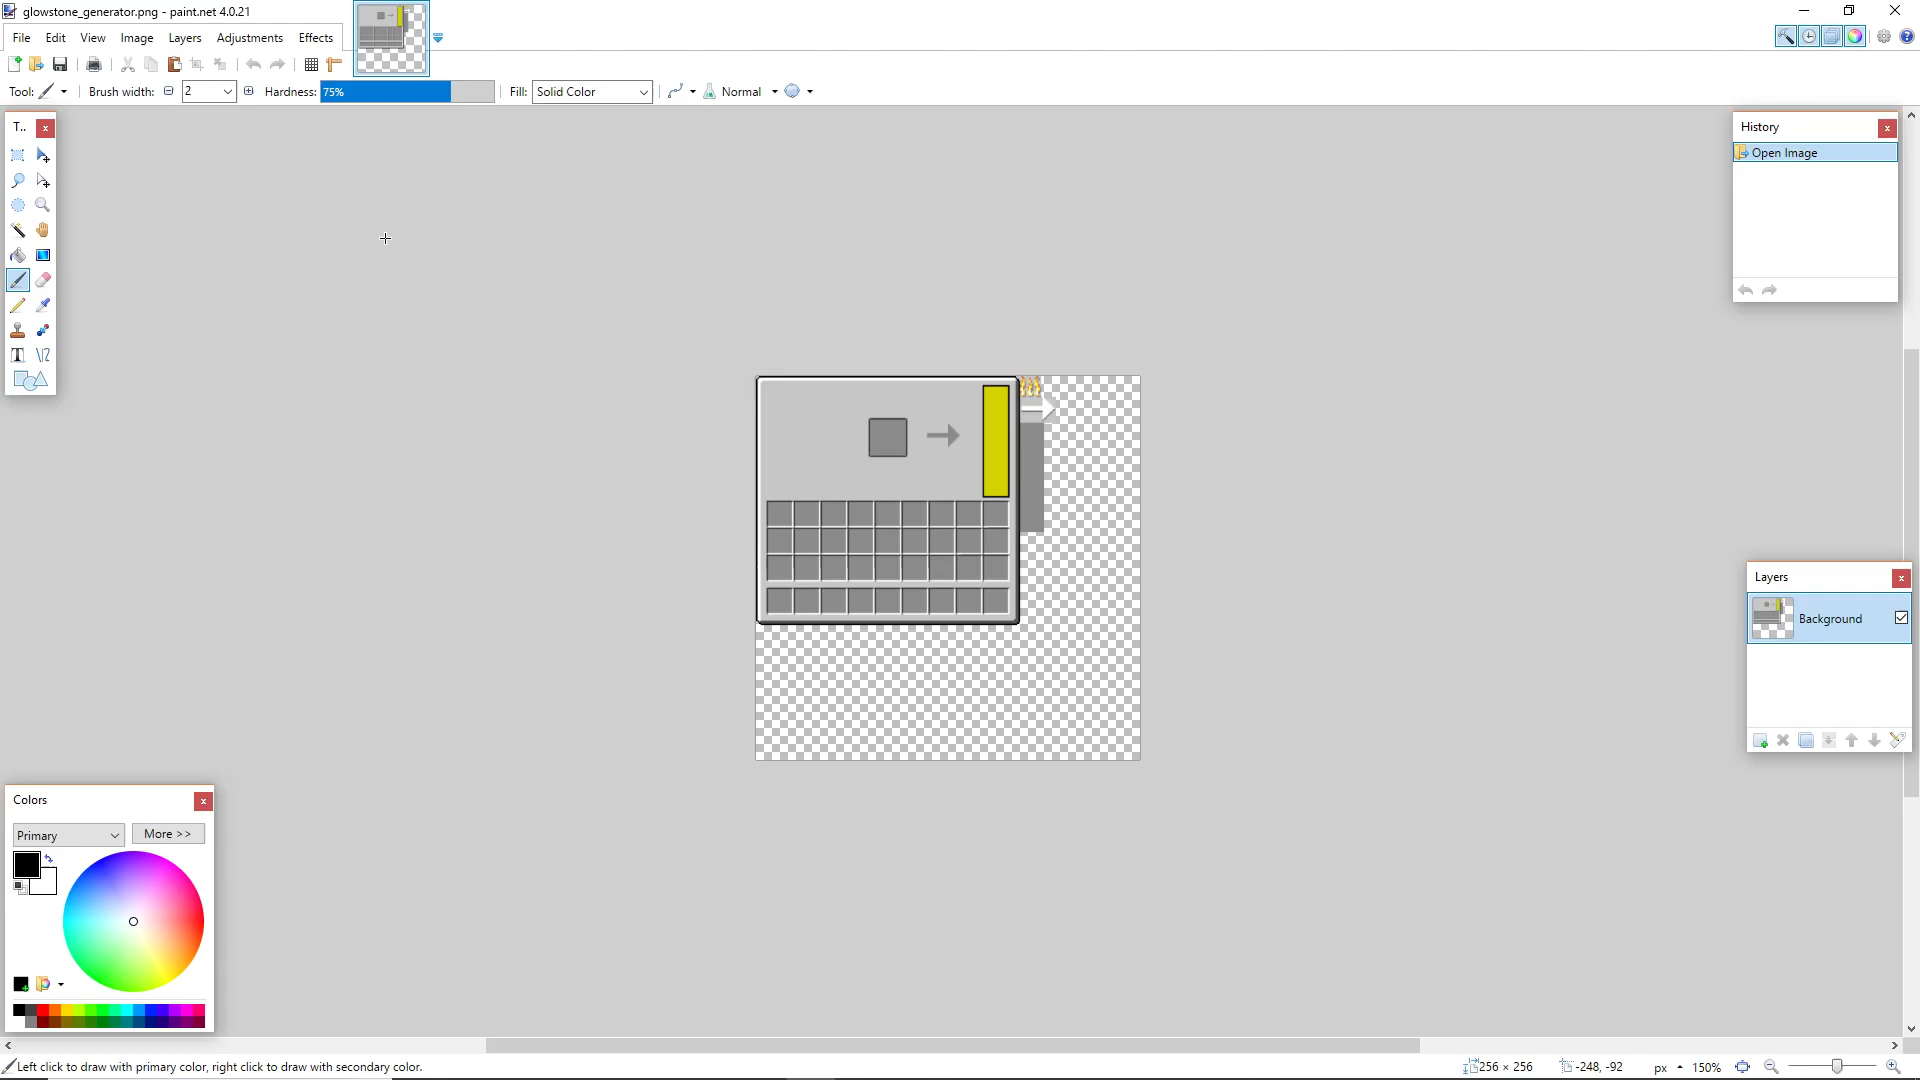 glowstone_generator.png - paint.net 4.0.21
File Edit View Image Layers Adjustments Effects
Tool: Brush width: 2 Hardness: 75% Fill: Solid Color Normal
T..
History
Open Image
Layers
Background
Colors
Primary More >>
Left click to draw with primary color, right click to draw with secondary color. 256 × 256 -248, -92 px 150%